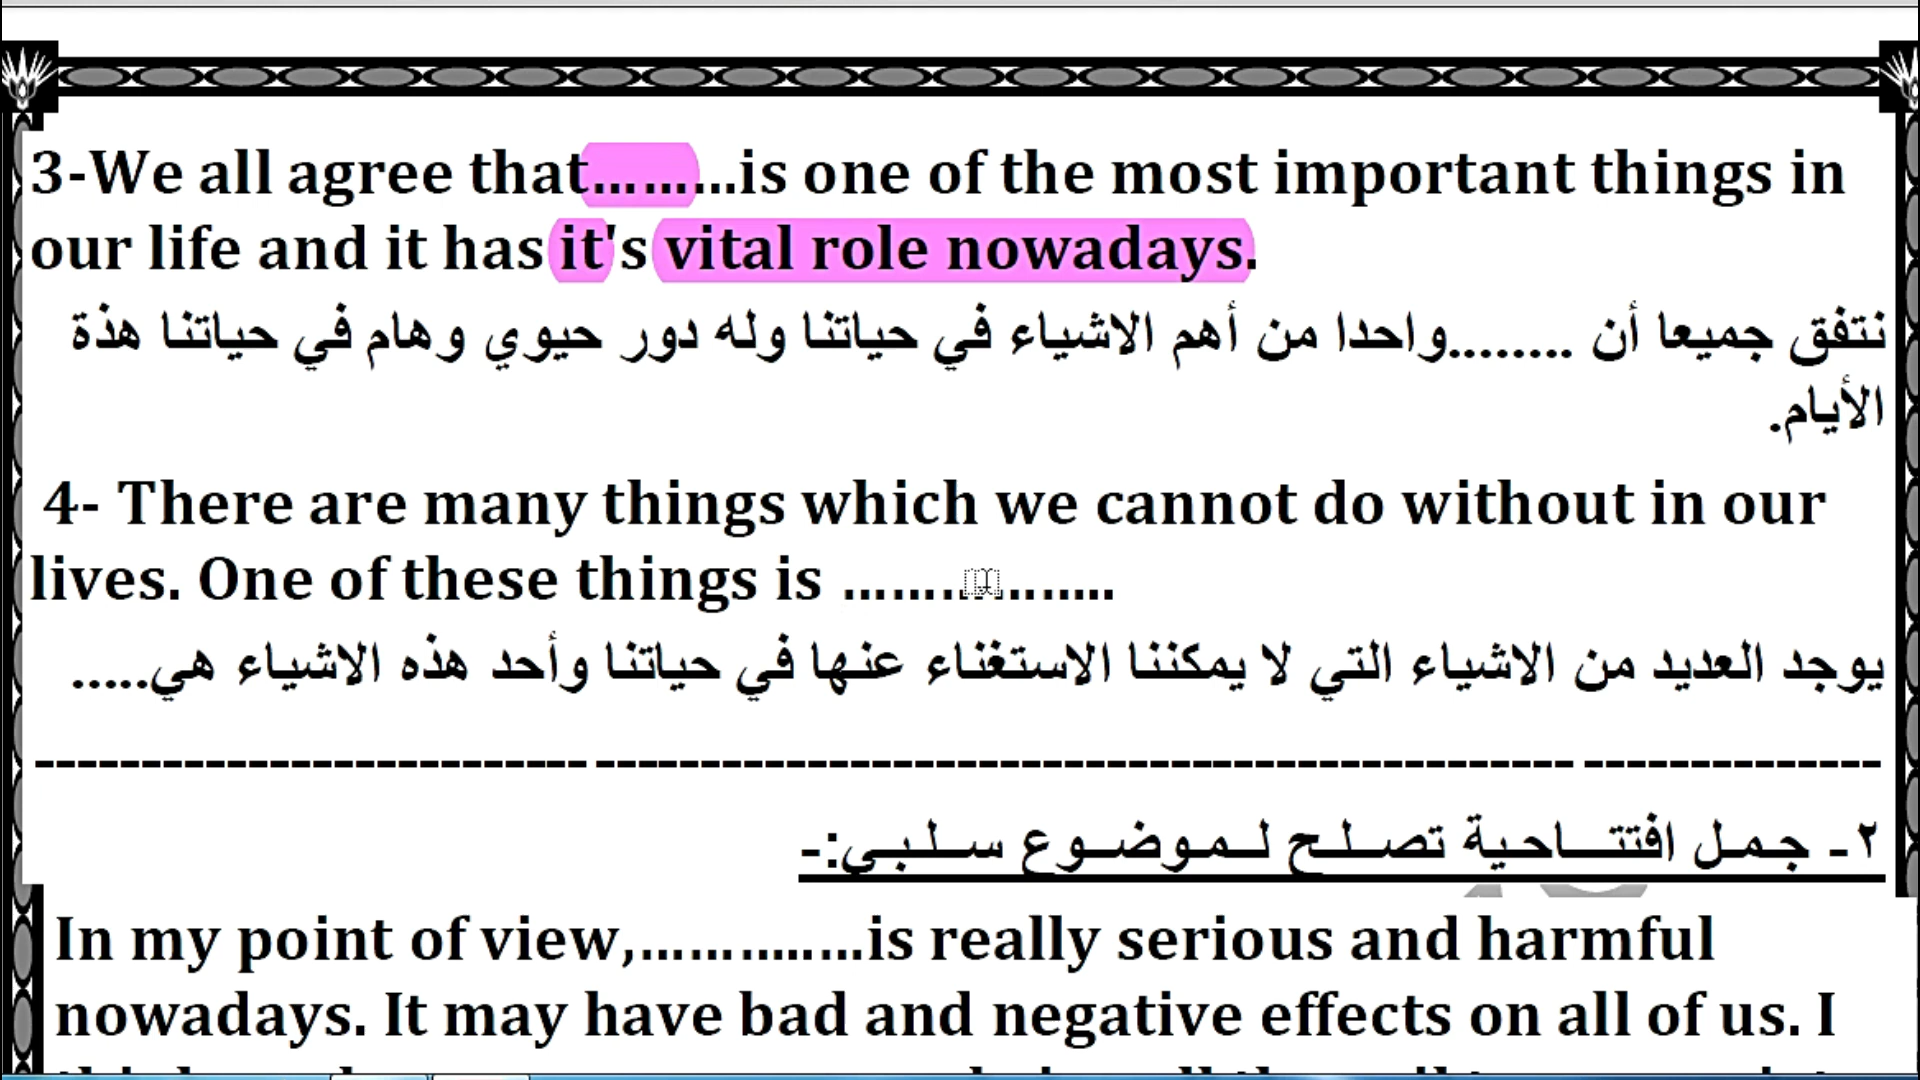 3-We all agree that.........is one of the most important things in
our life and it has it's vital role nowadays.
نتفق جميعا أن ........واحدا من أهم الاشياء في حياتنا وله دور حيوي وهام في حياتنا هذة
الأيام.
4- There are many things which we cannot do without in our
lives. One of these things is .................
يوجد العديد من الاشياء التي لا يمكننا الاستغناء عنها في حياتنا وأحد هذه الاشياء هي.....
٢- جـمـل افتتـــاحـية تصـلـح لـمـوضـوع سـلـبـي:-
In my point of view,..............is really serious and harmful
nowadays. It may have bad and negative effects on all of us. I